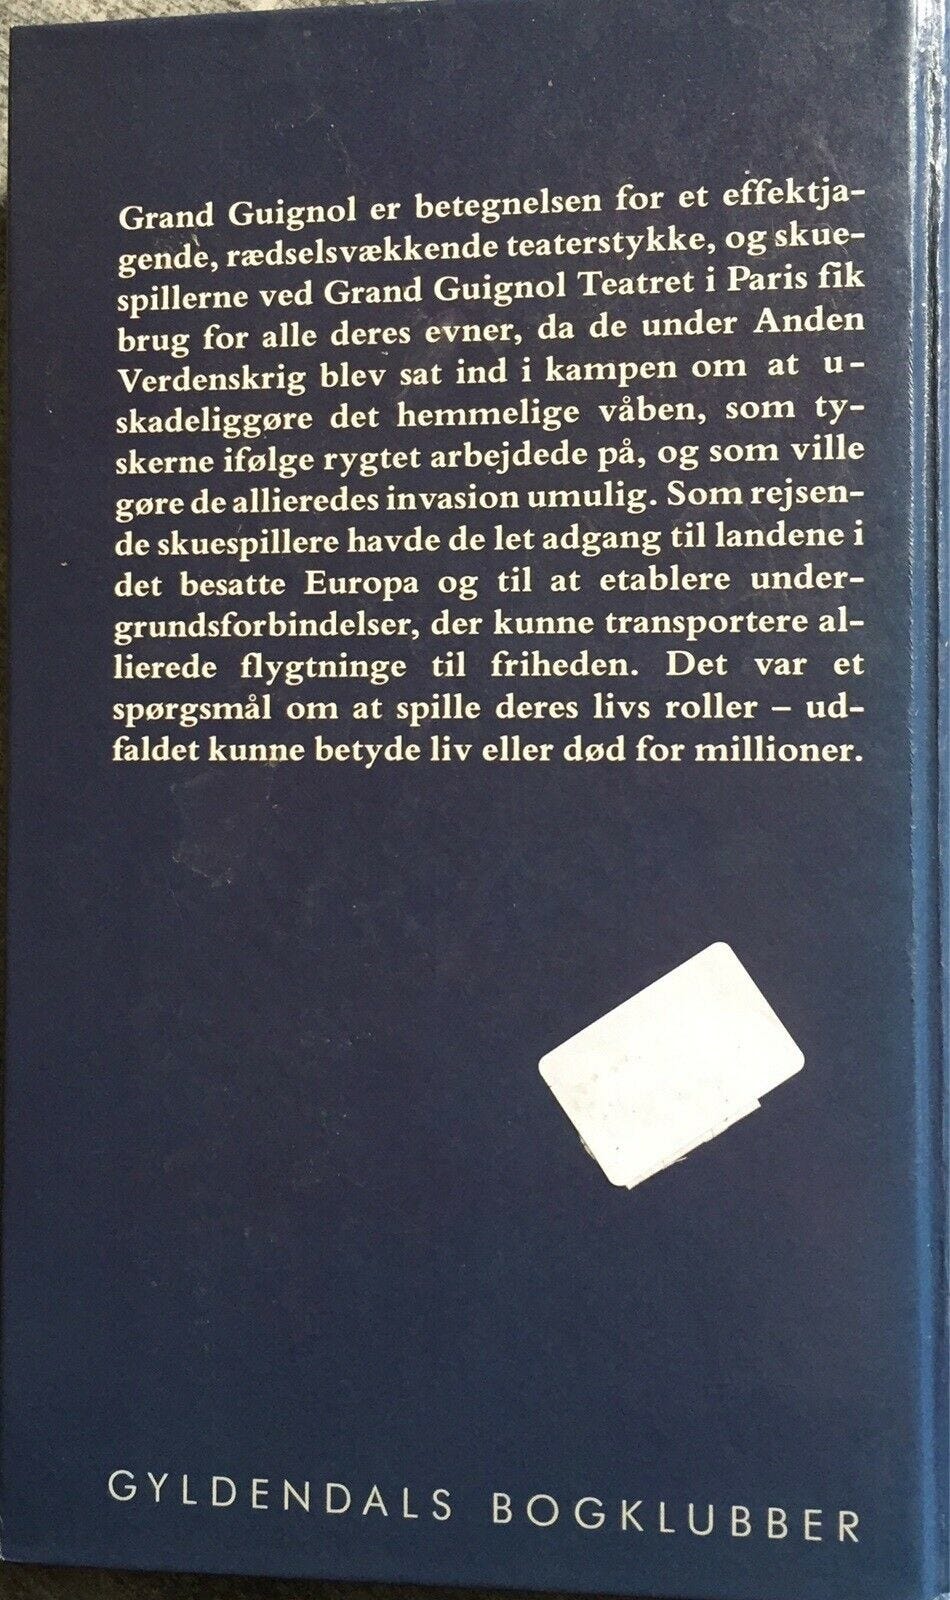 Grand Guignol er betegnelsen for et effektja-
gende, rædselsvækkende teaterstykke, og skue-
spillerne ved Grand Guignol Teatret i Paris fik
brug for alle deres evner, da de under Anden
Verdenskrig blev sat ind i kampen om at u-
skadeliggøre det hemmelige våben, som ty-
skerne ifølge rygtet arbejdede på, og som ville
gøre de allieredes invasion umulig. Som rejsen-
de skuespillere havde de let adgang til landene i
det besatte Europa og til at etablere under-
grundsforbindelser, der kunne transportere al-
lierede flygtninge til friheden. Det var et
spørgsmål om at spille deres livs roller – ud-
faldet kunne betyde liv eller død for millioner.
GYLDENDALS BOGKLUBBER